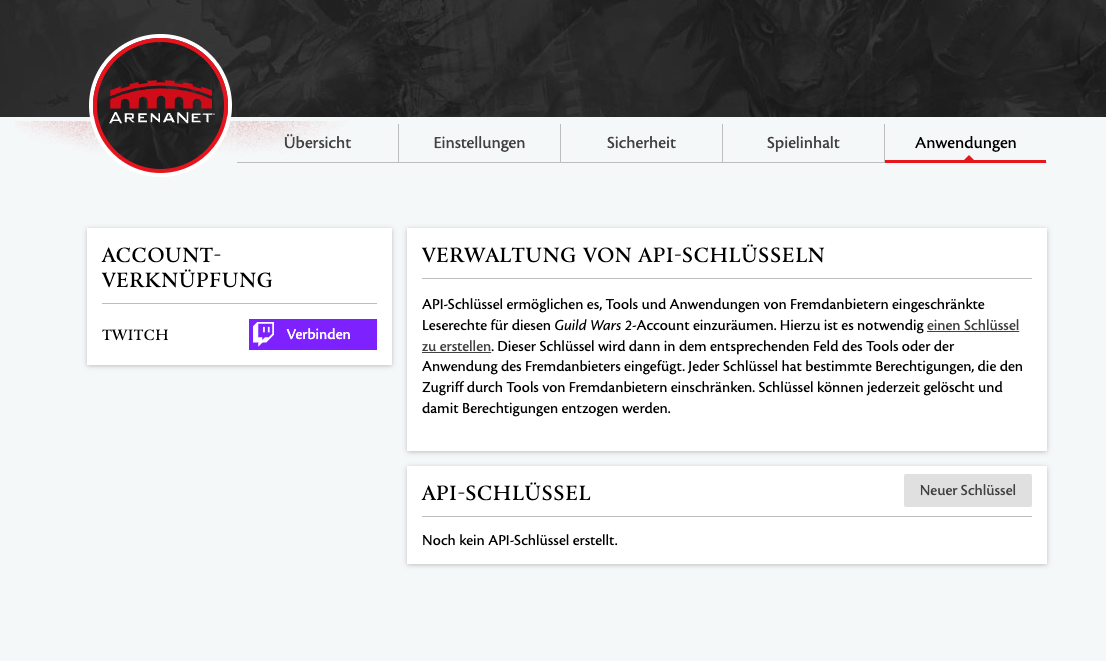 ARENANET
Übersicht
Einstellungen
Sicherheit
Spielinhalt
Anwendungen
ACCOUNT-
VERKNÜPFUNG
TWITCH
Verbinden
VERWALTUNG VON API-SCHLÜSSELN
API-Schlüssel ermöglichen es, Tools und Anwendungen von Fremdanbietern eingeschränkte
Leserechte für diesen Guild Wars 2-Account einzuräumen. Hierzu ist es notwendig einen Schlüssel
zu erstellen. Dieser Schlüssel wird dann in dem entsprechenden Feld des Tools oder der
Anwendung des Fremdanbieters eingefügt. Jeder Schlüssel hat bestimmte Berechtigungen, die den
Zugriff durch Tools von Fremdanbietern einschränken. Schlüssel können jederzeit gelöscht und
damit Berechtigungen entzogen werden.
API-SCHLÜSSEL
Neuer Schlüssel
Noch kein API-Schlüssel erstellt.